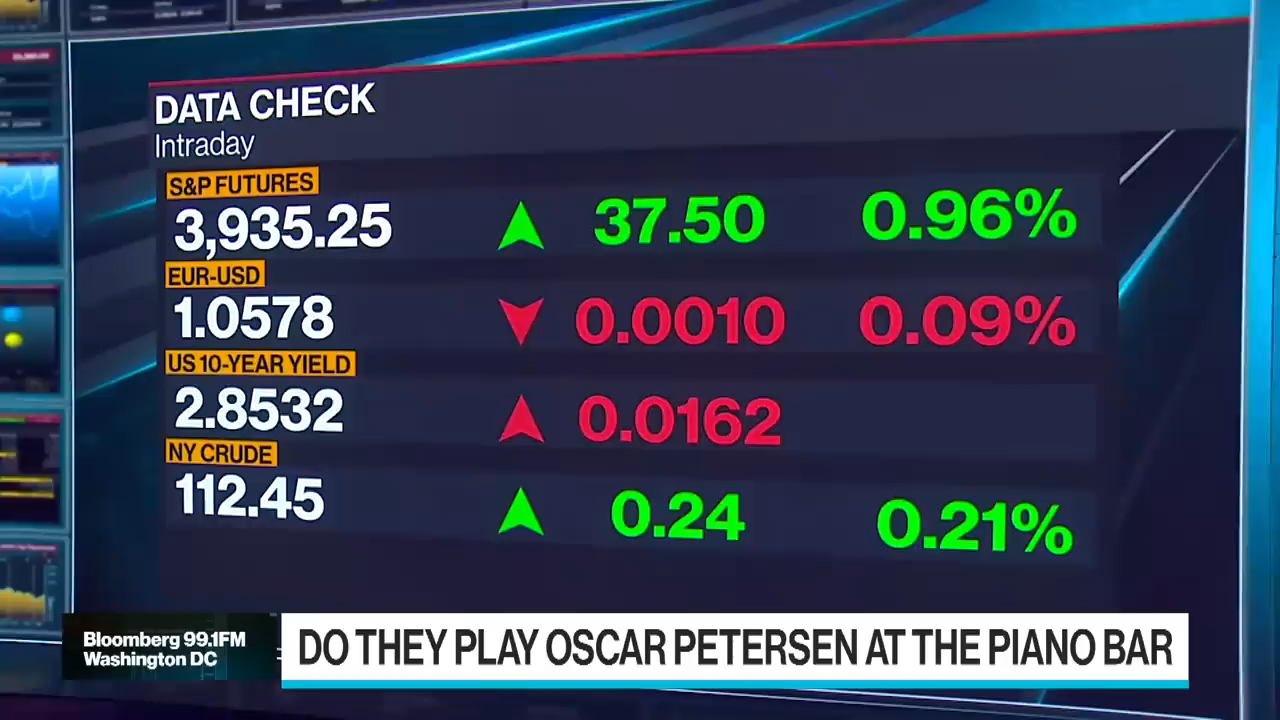 DATA CHECK
Intraday
S&P FUTURES
3,935.25 37.50 0.96%
EUR-USD
1.0578 0.0010 0.09%
US 10-YEAR YIELD
2.8532 0.0162
NY CRUDE
112.45 0.24 0.21%
Bloomberg 99.1FM
Washington DC
DO THEY PLAY OSCAR PETERSEN AT THE PIANO BAR